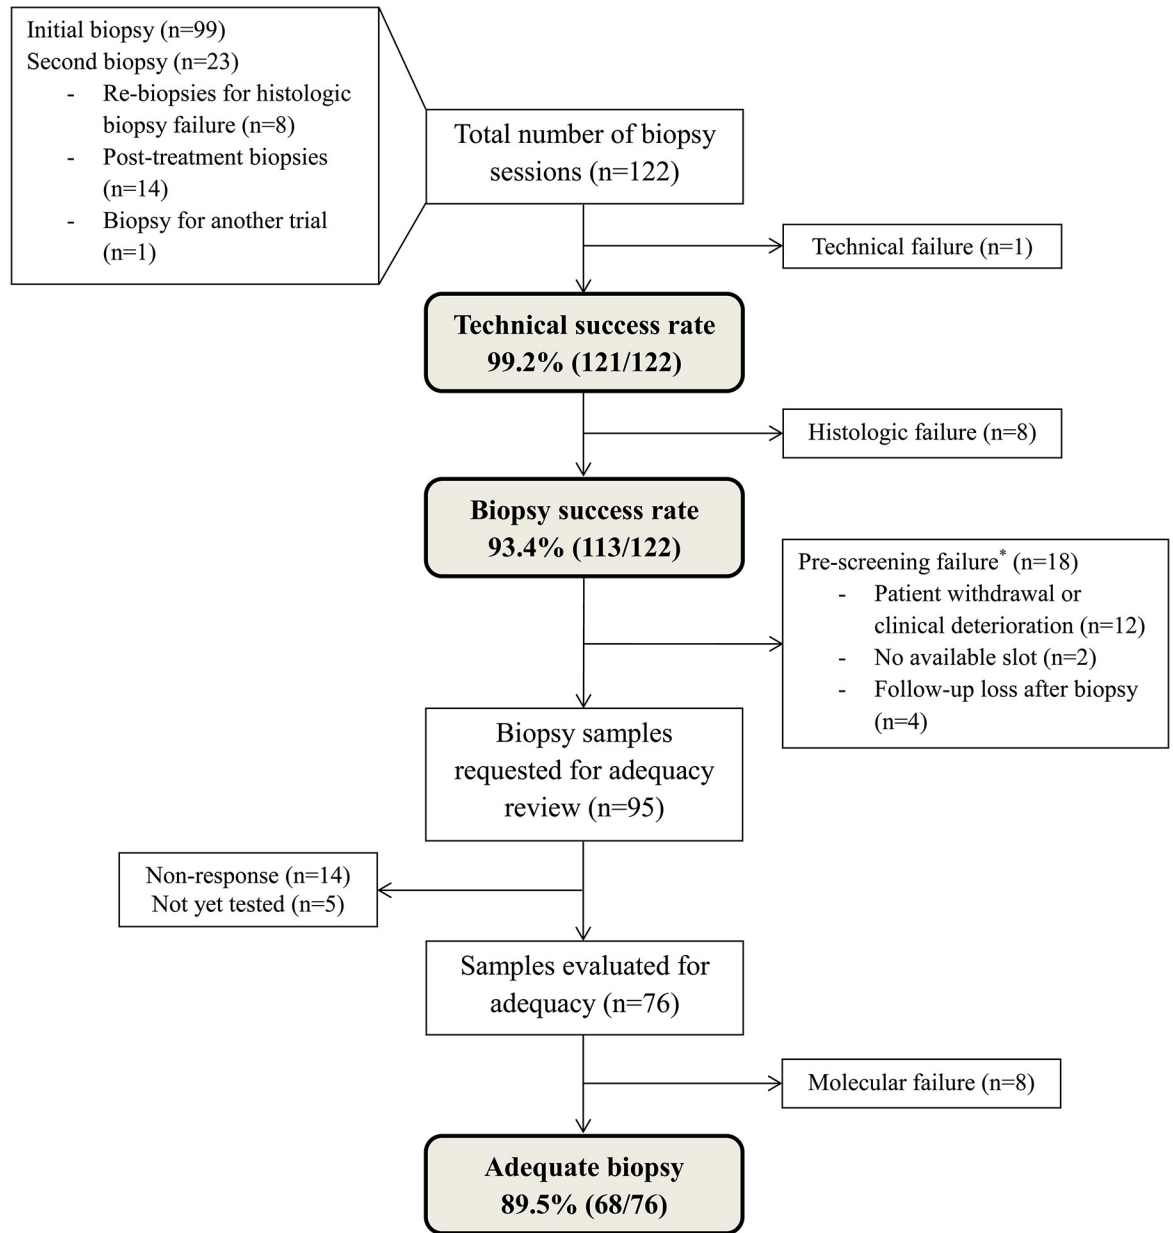 Initial biopsy (n=99)
Second biopsy (n=23)
- Re-biopsies for histologic
biopsy failure (n=8)
- Post-treatment biopsies
(n=14)
- Biopsy for another trial
(n=1)
Total number of biopsy
sessions (n=122)
Technical failure (n=1)
Technical success rate
99.2% (121/122)
Histologic failure (n=8)
Biopsy success rate
93.4% (113/122)
Pre-screening failure* (n=18)
- Patient withdrawal or
clinical deterioration (n=12)
- No available slot (n=2)
- Follow-up loss after biopsy
(n=4)
Biopsy samples
requested for adequacy
review (n=95)
Non-response (n=14)
Not yet tested (n=5)
Samples evaluated for
adequacy (n=76)
Molecular failure (n=8)
Adequate biopsy
89.5% (68/76)